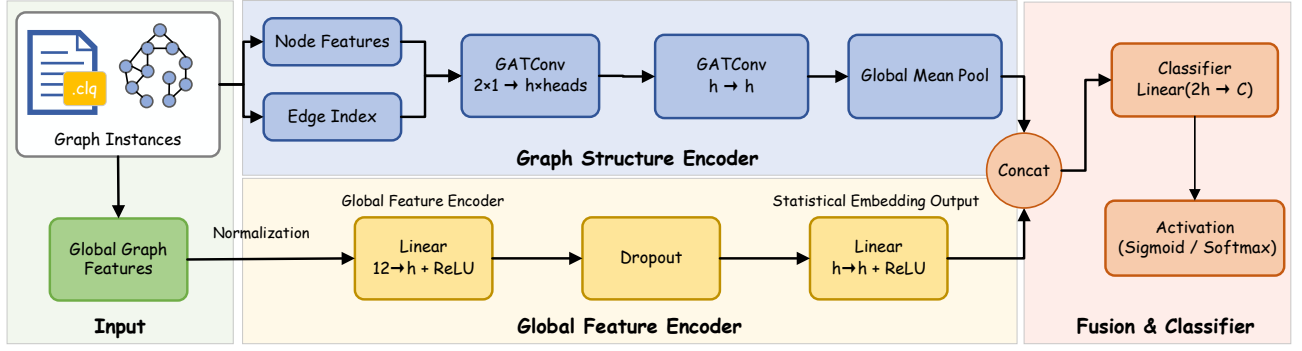 .clq
Graph Instances
Global Graph
Features
Input
Node Features
Edge Index
GATConv
2×1 → h×heads
GATConv
h → h
Global Mean Pool
Graph Structure Encoder
Normalization
Global Feature Encoder
Linear
12→h + ReLU
Dropout
Statistical Embedding Output
Linear
h→h + ReLU
Global Feature Encoder
Concat
Classifier
Linear(2h → C)
Activation
(Sigmoid / Softmax)
Fusion & Classifier